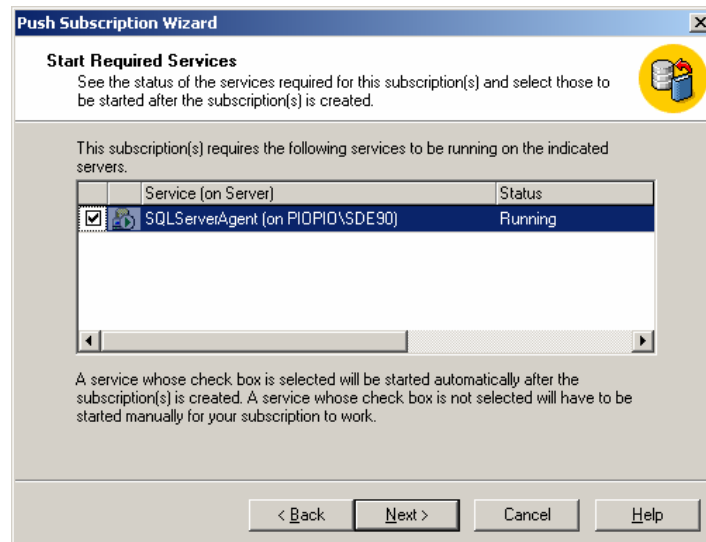 Push Subscription Wizard
Start Required Services
See the status of the services required for this subscription(s) and select those to
be started after the subscription(s) is created.
This subscription(s) requires the following services to be running on the indicated
servers.
Service (on Server) Status
SQLServerAgent (on PIOPIO\SDE90) Running
A service whose check box is selected will be started automatically after the
subscription(s) is created. A service whose check box is not selected will have to be
started manually for your subscription to work.
< Back Next > Cancel Help